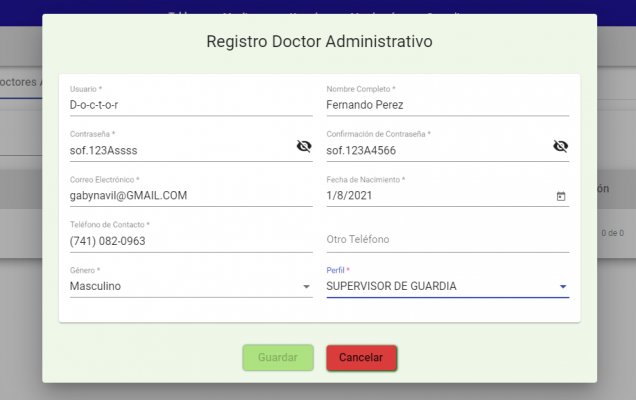 Registro Doctor Administrativo
octores A
Usuario * Nombre Completo *
D-o-c-t-o-r Fernando Perez
Contraseña * Confirmación de Contraseña *
sof.123Assss sof.123A4566
Correo Electrónico * Fecha de Nacimiento *
gabynavil@GMAIL.COM 1/8/2021
ón
Teléfono de Contacto *
(741) 082-0963 Otro Teléfono
0 de 0
Género * Perfil *
Masculino SUPERVISOR DE GUARDIA
Guardar Cancelar